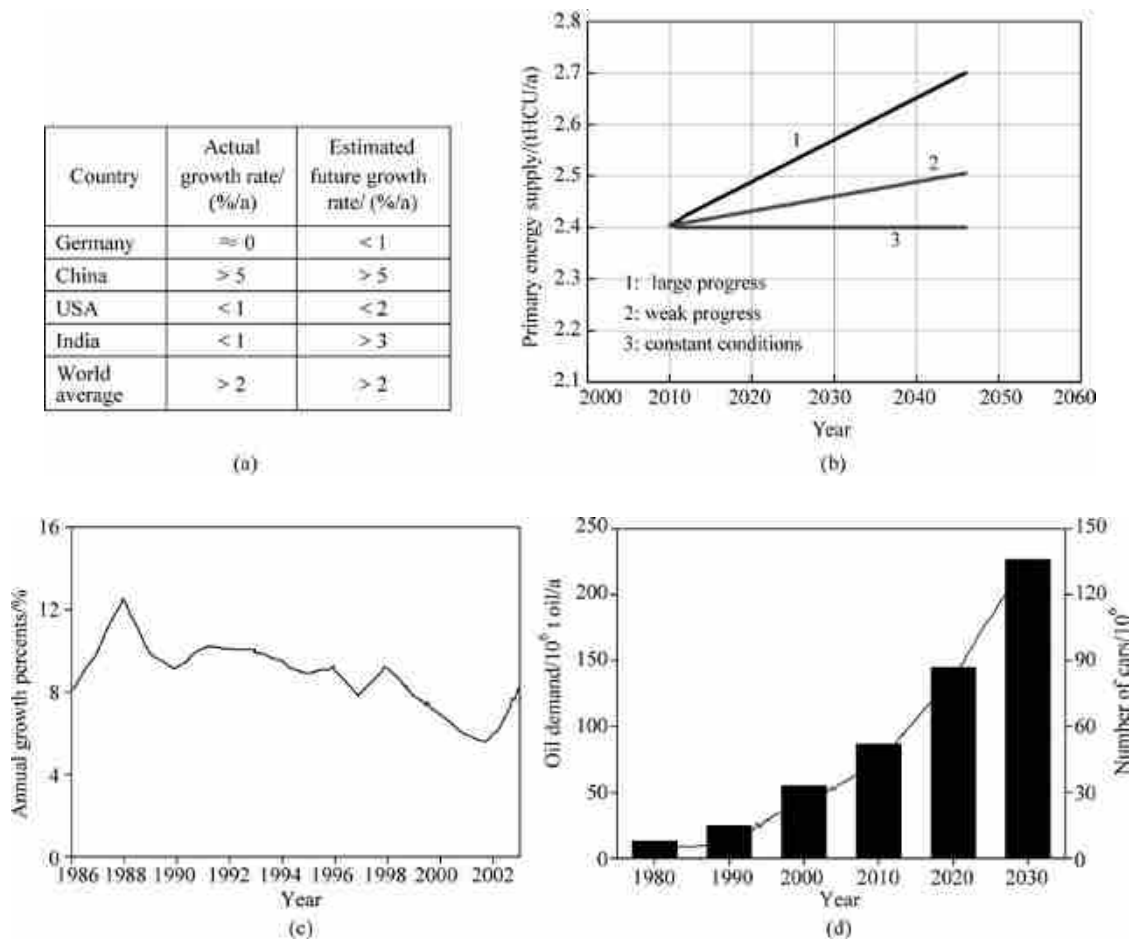 Country
Actual growth rate/ (%/a)
Estimated future growth rate/ (%/a)
Germany ≈ 0 < 1
China > 5 > 5
USA < 1 < 2
India < 1 > 3
World average > 2 > 2
(a)
Primary energy supply/(tHCU/a)
2.8
2.7
2.6
2.5
2.4
2.3
2.2
2.1
1
2
3
1: large progress
2: weak progress
3: constant conditions
2000 2010 2020 2030 2040 2050 2060
Year
(b)
Annual growth percents/%
16
12
8
4
0
1986 1988 1990 1992 1994 1996 1998 2000 2002
Year
(c)
Oil demand/10⁶ t oil/a
250
200
150
100
50
0
150
120
90
60
30
0
Number of cars/10⁶
1980 1990 2000 2010 2020 2030
Year
(d)